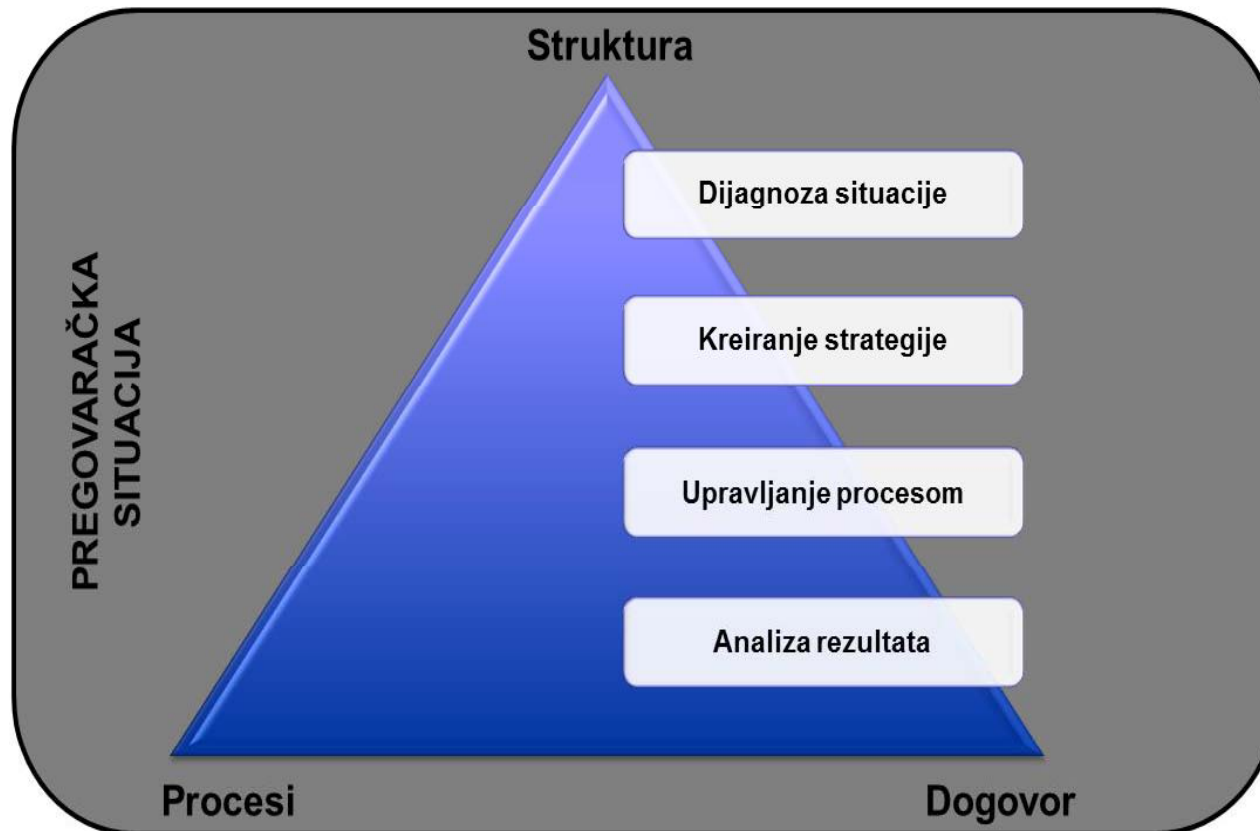 Struktura
Dijagnoza situacije
Kreiranje strategije
PREGOVARAČKA
SITUACIJA
Upravljanje procesom
Analiza rezultata
Procesi
Dogovor